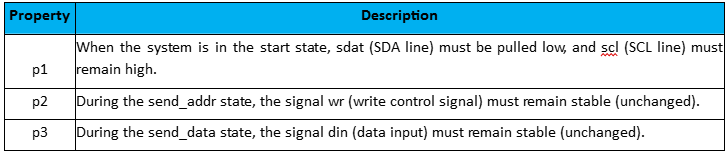 Property Description
When the system is in the start state, sdat (SDA line) must be pulled low, and scl (SCL line) must
p1 remain high.
p2 During the send_addr state, the signal wr (write control signal) must remain stable (unchanged).
p3 During the send_data state, the signal din (data input) must remain stable (unchanged).